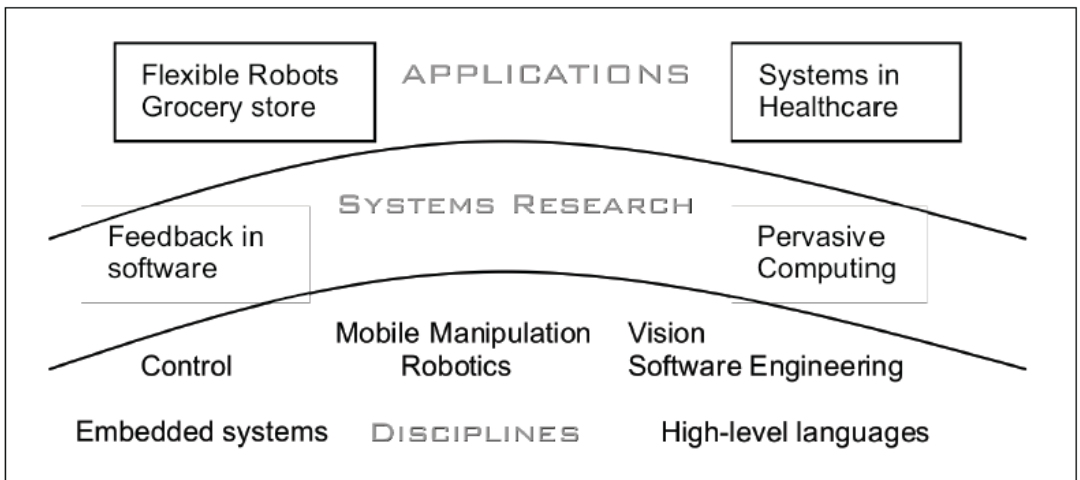 Flexible Robots
Grocery store
APPLICATIONS
Systems in
Healthcare
SYSTEMS RESEARCH
Feedback in
software
Pervasive
Computing
Mobile Manipulation
Robotics
Vision
Software Engineering
Control
Embedded systems
DISCIPLINES
High-level languages